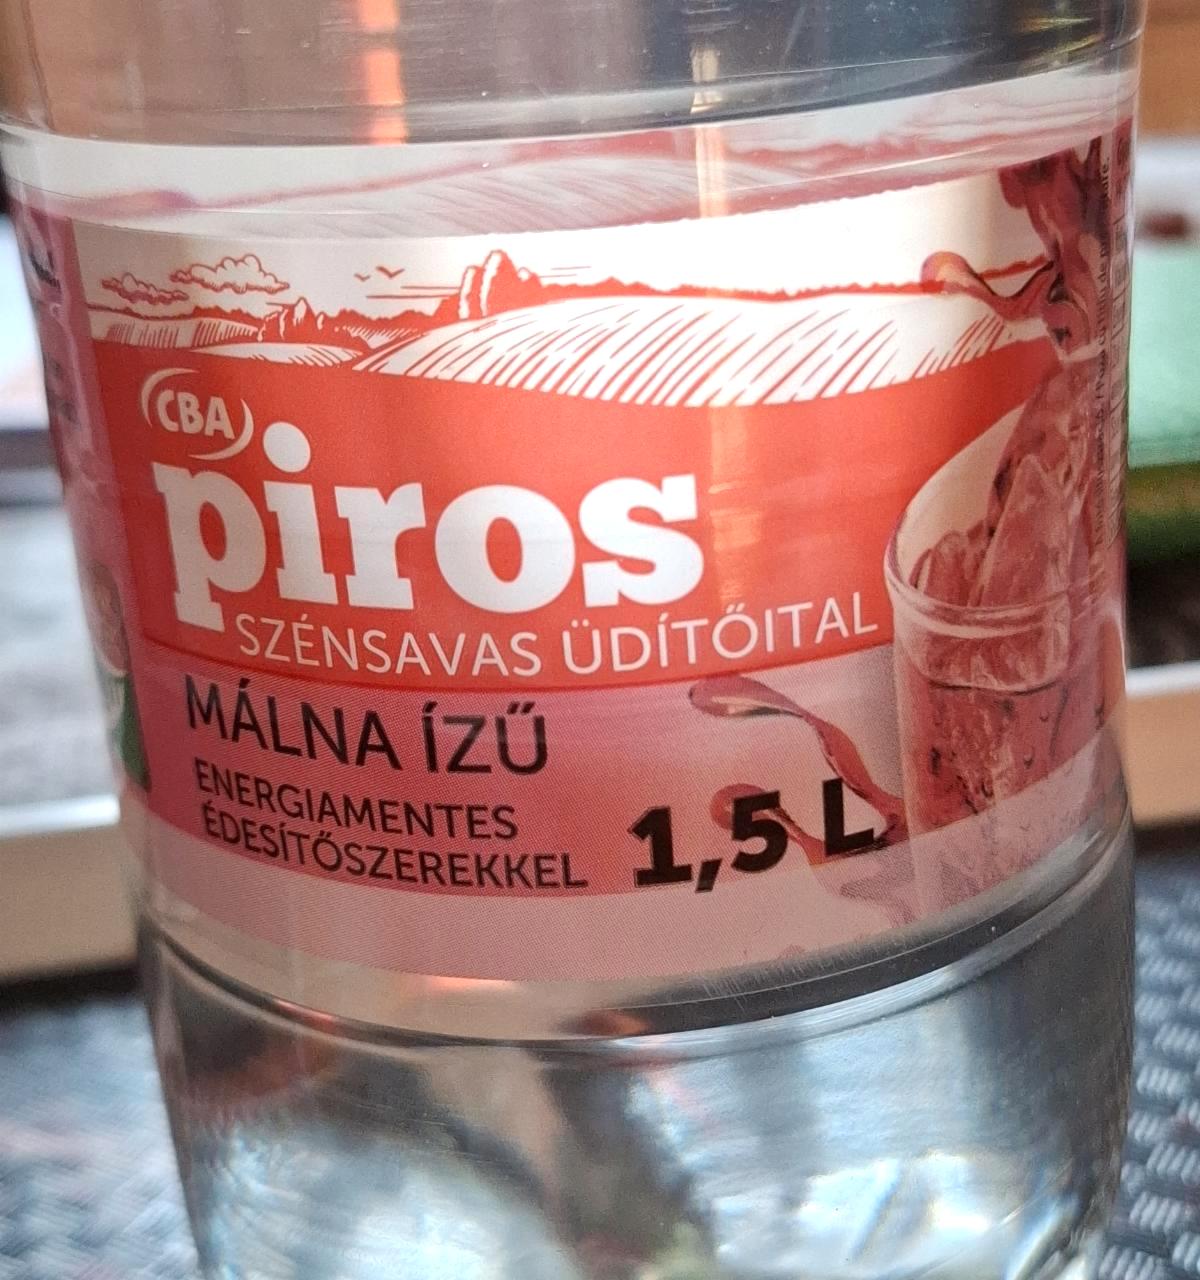 CBA
piros
SZÉNSAVAS ÜDÍTŐITAL
MÁLNA ÍZŰ
ENERGIAMENTES
ÉDESÍTŐSZEREKKEL
1,5 L